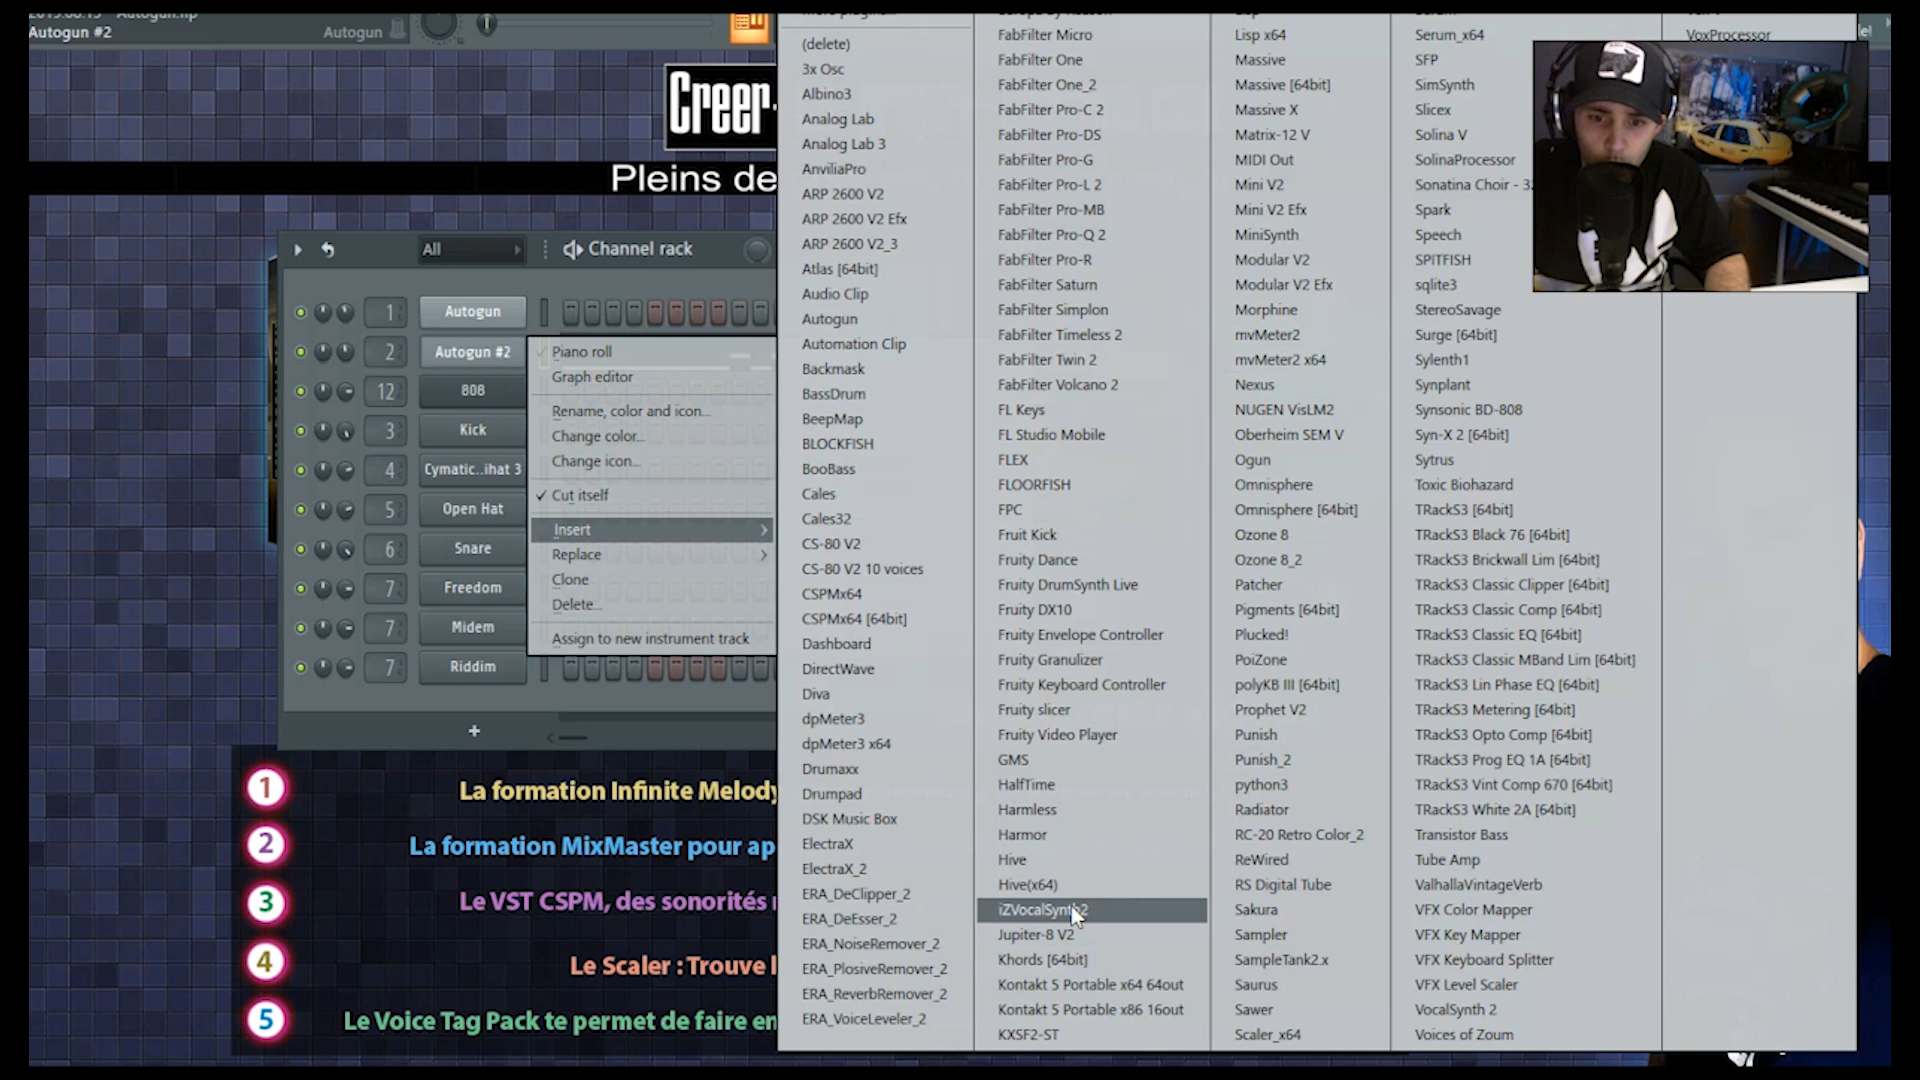 Autogun #2
Autogun
Creer-
Pleins de
All
Channel rack
1
Autogun
2
Autogun #2
12
808
3
Kick
4
Cymatic..ihat 3
5
Open Hat
6
Snare
7
Freedom
7
Midem
7
Riddim
+
Piano roll
Graph editor
Rename, color and icon...
Change color...
Change icon...
Cut itself
Insert
Replace
Clone
Delete...
Assign to new instrument track
(delete)
3x Osc
Albino3
Analog Lab
Analog Lab 3
AnviliaPro
ARP 2600 V2
ARP 2600 V2 Efx
ARP 2600 V2_3
Atlas [64bit]
Audio Clip
Autogun
Automation Clip
Backmask
BassDrum
BeepMap
BLOCKFISH
BooBass
Cales
Cales32
CS-80 V2
CS-80 V2 10 voices
CSPMx64
CSPMx64 [64bit]
Dashboard
DirectWave
Diva
dpMeter3
dpMeter3 x64
Drumaxx
Drumpad
DSK Music Box
ElectraX
ElectraX_2
ERA_DeClipper_2
ERA_DeEsser_2
ERA_NoiseRemover_2
ERA_PlosiveRemover_2
ERA_ReverbRemover_2
ERA_VoiceLeveler_2
FabFilter Micro
FabFilter One
FabFilter One_2
FabFilter Pro-C 2
FabFilter Pro-DS
FabFilter Pro-G
FabFilter Pro-L 2
FabFilter Pro-MB
FabFilter Pro-Q 2
FabFilter Pro-R
FabFilter Saturn
FabFilter Simplon
FabFilter Timeless 2
FabFilter Twin 2
FabFilter Volcano 2
FL Keys
FL Studio Mobile
FLEX
FLOORFISH
FPC
Fruit Kick
Fruity Dance
Fruity DrumSynth Live
Fruity DX10
Fruity Envelope Controller
Fruity Granulizer
Fruity Keyboard Controller
Fruity slicer
Fruity Video Player
GMS
HalfTime
Harmless
Harmor
Hive
Hive(x64)
iZVocalSynth2
Jupiter-8 V2
Khords [64bit]
Kontakt 5 Portable x64 64out
Kontakt 5 Portable x86 16out
KXSF2-ST
Lisp x64
Massive
Massive [64bit]
Massive X
Matrix-12 V
MIDI Out
Mini V2
Mini V2 Efx
MiniSynth
Modular V2
Modular V2 Efx
Morphine
mvMeter2
mvMeter2 x64
Nexus
NUGEN VisLM2
Oberheim SEM V
Ogun
Omnisphere
Omnisphere [64bit]
Ozone 8
Ozone 8_2
Patcher
Pigments [64bit]
Plucked!
PoiZone
polyKB III [64bit]
Prophet V2
Punish
Punish_2
python3
Radiator
RC-20 Retro Color_2
ReWired
RS Digital Tube
Sakura
Sampler
SampleTank2.x
Saurus
Sawer
Scaler_x64
Serum_x64
SFP
SimSynth
Slicex
Solina V
SolinaProcessor
Sonatina Choir - 3
Spark
Speech
SPITFISH
sqlite3
StereoSavage
Surge [64bit]
Sylenth1
Synplant
Synsonic BD-808
Syn-X 2 [64bit]
Sytrus
Toxic Biohazard
TRackS3 [64bit]
TRackS3 Black 76 [64bit]
TRackS3 Brickwall Lim [64bit]
TRackS3 Classic Clipper [64bit]
TRackS3 Classic Comp [64bit]
TRackS3 Classic EQ [64bit]
TRackS3 Classic MBand Lim [64bit]
TRackS3 Lin Phase EQ [64bit]
TRackS3 Metering [64bit]
TRackS3 Opto Comp [64bit]
TRackS3 Prog EQ 1A [64bit]
TRackS3 Vint Comp 670 [64bit]
TRackS3 White 2A [64bit]
Transistor Bass
Tube Amp
ValhallaVintageVerb
VFX Color Mapper
VFX Key Mapper
VFX Keyboard Splitter
VFX Level Scaler
VocalSynth 2
Voices of Zoum
VoxProcessor
1 La formation Infinite Melody
2 La formation MixMaster pour ap
3 Le VST CSPM, des sonorités
4 Le Scaler : Trouve
5 Le Voice Tag Pack te permet de faire en